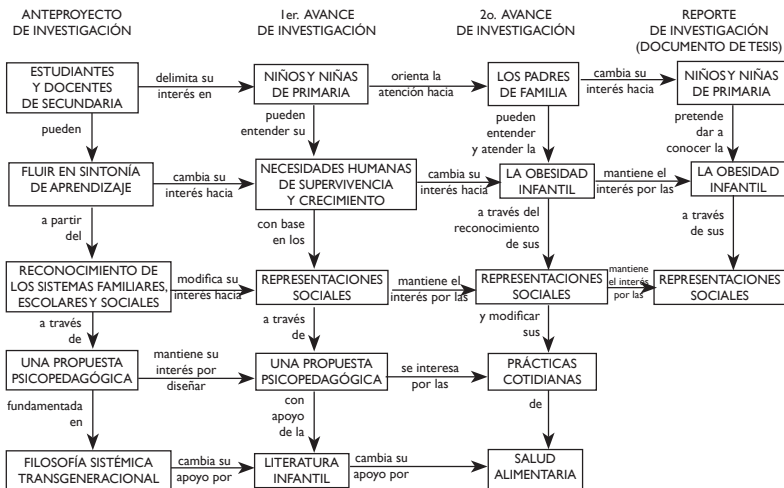 ANTEPROYECTO
DE INVESTIGACIÓN
1er. AVANCE
DE INVESTIGACIÓN
2o. AVANCE
DE INVESTIGACIÓN
REPORTE
DE INVESTIGACIÓN
(DOCUMENTO DE TESIS)
ESTUDIANTES
Y DOCENTES
DE SECUNDARIA
delimita su
interés en
NIÑOS Y NIÑAS
DE PRIMARIA
orienta la
atención hacia
LOS PADRES
DE FAMILIA
cambia su
interés hacia
NIÑOS Y NIÑAS
DE PRIMARIA
pueden
pueden
entender su
pueden
entender
y atender la
pretende
dar a
conocer la
FLUIR EN SINTONÍA
DE APRENDIZAJE
cambia su
interés hacia
NECESIDADES HUMANAS
DE SUPERVIVENCIA
Y CRECIMIENTO
cambia su
interés hacia
LA OBESIDAD
INFANTIL
mantiene el
interés por las
LA OBESIDAD
INFANTIL
a partir
del
con base
en los
a través del
reconocimiento
de sus
a través
de sus
RECONOCIMIENTO DE
LOS SISTEMAS FAMILIARES,
ESCOLARES Y SOCIALES
modifica su
interés hacia
REPRESENTACIONES
SOCIALES
mantiene el
interés por las
REPRESENTACIONES
SOCIALES
mantiene
el interés
por las
REPRESENTACIONES
SOCIALES
a través
de
a través
de
y modificar
sus
UNA PROPUESTA
PSICOPEDAGÓGICA
mantiene su
interés por
diseñar
UNA PROPUESTA
PSICOPEDAGÓGICA
se interesa
por las
PRÁCTICAS
COTIDIANAS
fundamentada
en
con
apoyo
de la
de
FILOSOFÍA SISTÉMICA
TRANSGENERACIONAL
cambia su
apoyo por
LITERATURA
INFANTIL
cambia su
apoyo por
SALUD
ALIMENTARIA